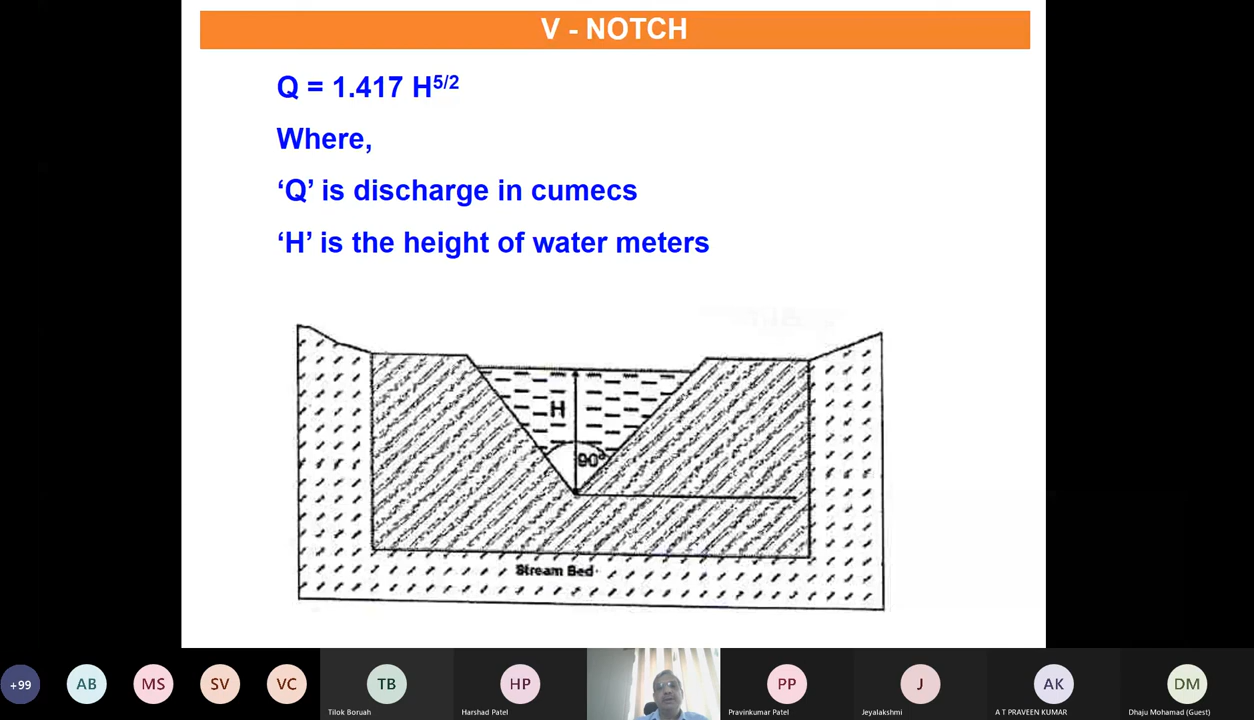 V - NOTCH
Q = 1.417 H5/2
Where,
‘Q’ is discharge in cumecs
‘H’ is the height of water meters
H
90°
Stream Bed
+99
AB
MS
SV
VC
TB
HP
PP
J
AK
DM
Tilok Boruah
Harshad Patel
Pravinkumar Patel
Jeyalakshmi
A T PRAVEEN KUMAR
Dhaju Mohamad (Guest)